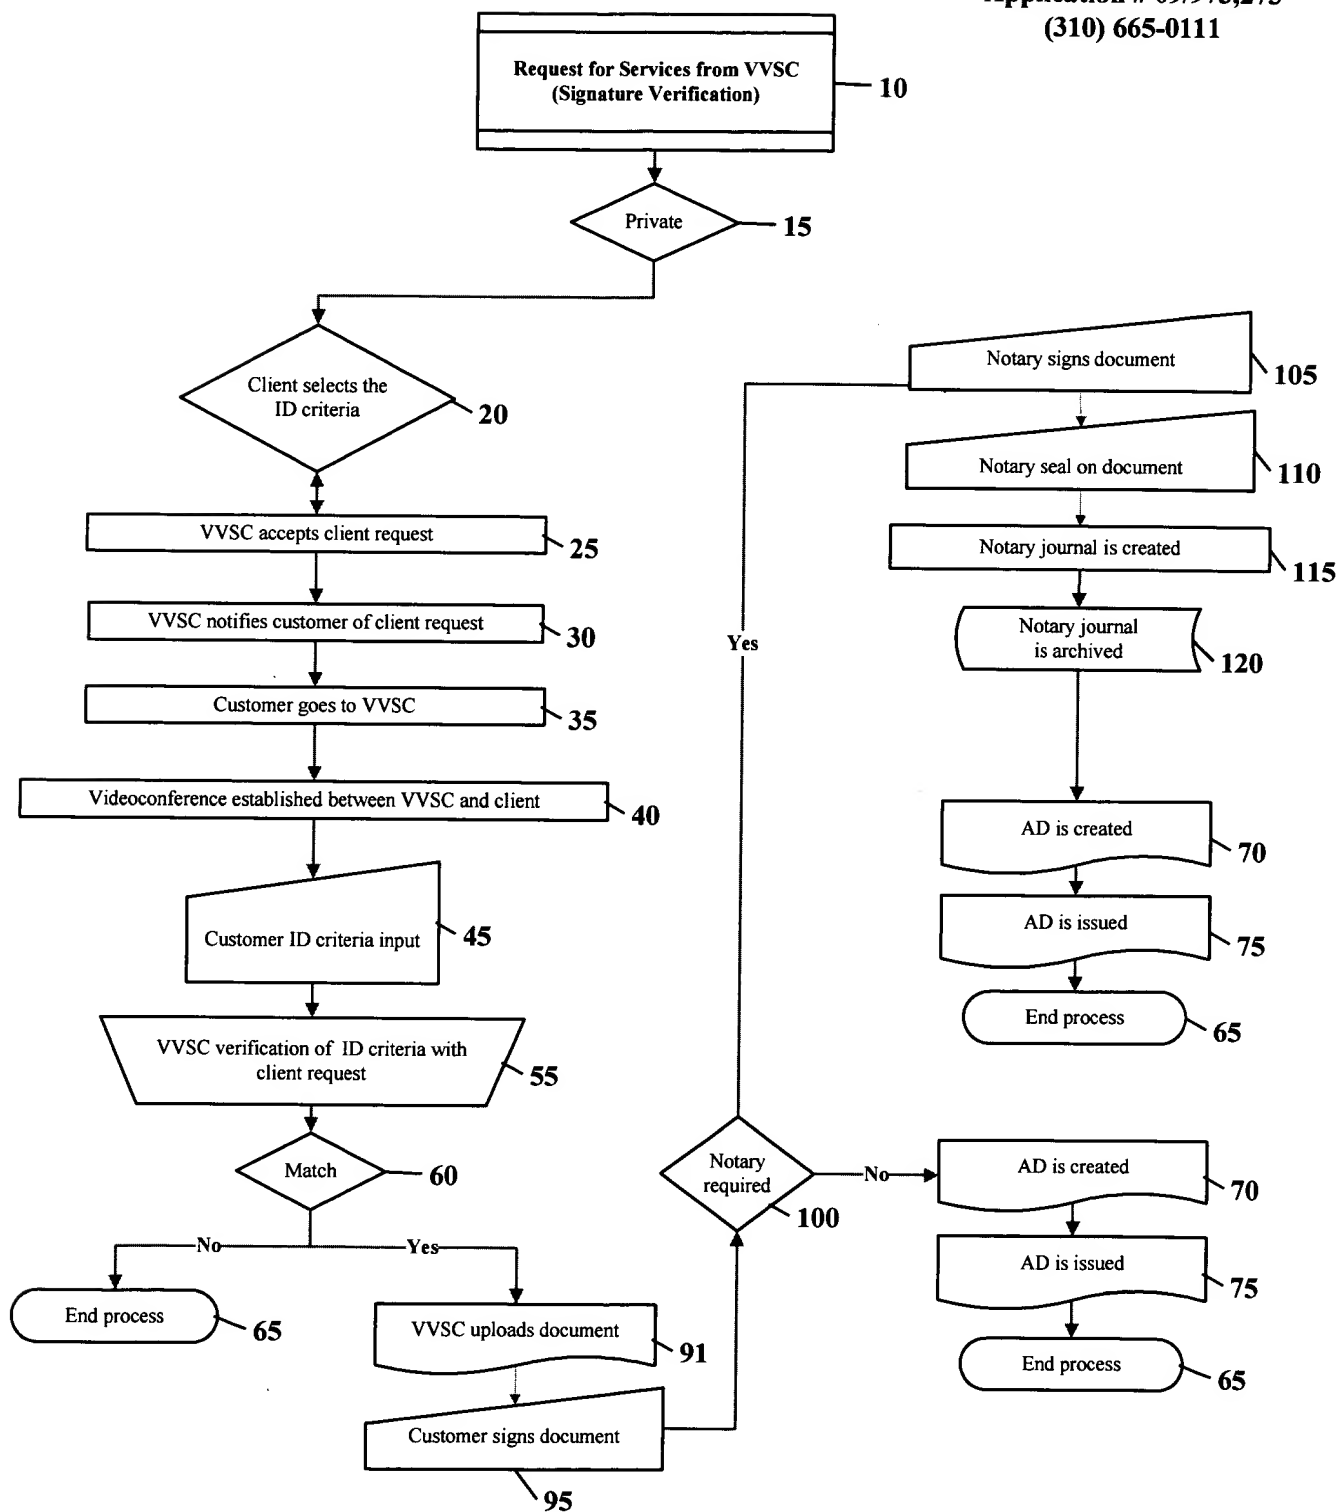 (310) 665-0111
Request for Services from VVSC
(Signature Verification)
10
Private
15
Client selects the
ID criteria
20
VVSC accepts client request
25
VVSC notifies customer of client request
30
Customer goes to VVSC
35
Videoconference established between VVSC and client
40
Customer ID criteria input
45
VVSC verification of ID criteria with
client request
55
Match
60
No
Yes
End process
65
VVSC uploads document
91
Customer signs document
95
Notary
required
100
Yes
No
Notary signs document
105
Notary seal on document
110
Notary journal is created
115
Notary journal
is archived
120
AD is created
70
AD is issued
75
End process
65
AD is created
70
AD is issued
75
End process
65